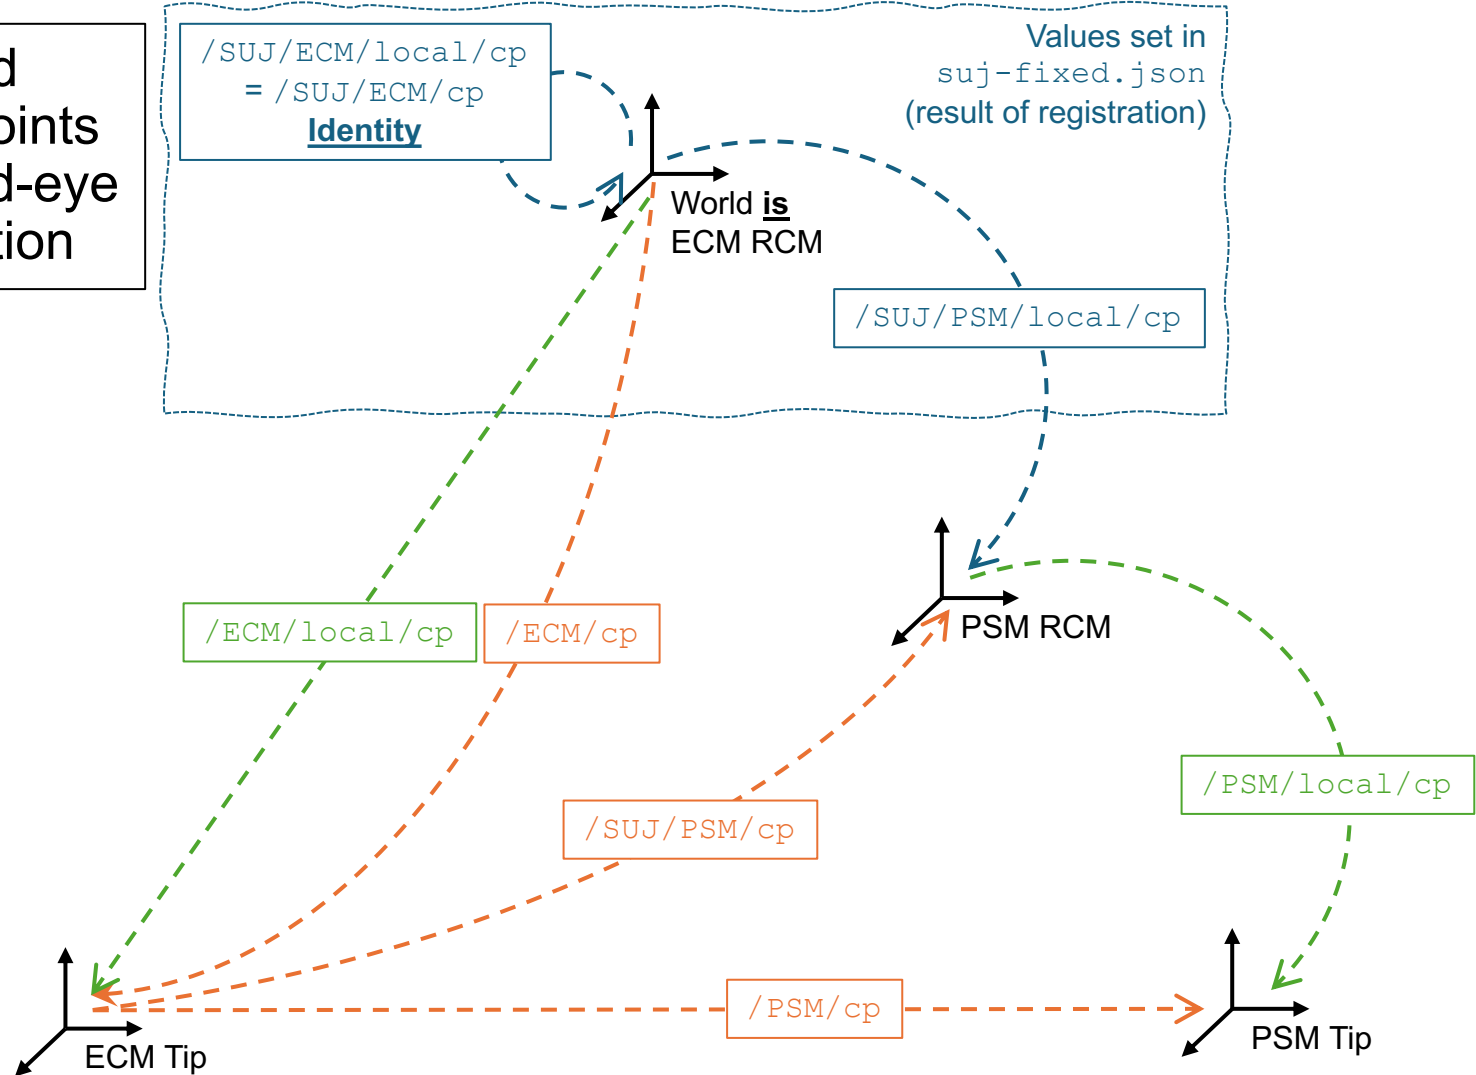 d
oints
d-eye
tion
/SUJ/ECM/local/cp
= /SUJ/ECM/cp
Identity
Values set in
suj-fixed.json
(result of registration)
World is
ECM RCM
/SUJ/PSM/local/cp
/ECM/local/cp
/ECM/cp
PSM RCM
/PSM/local/cp
/SUJ/PSM/cp
/PSM/cp
ECM Tip
PSM Tip